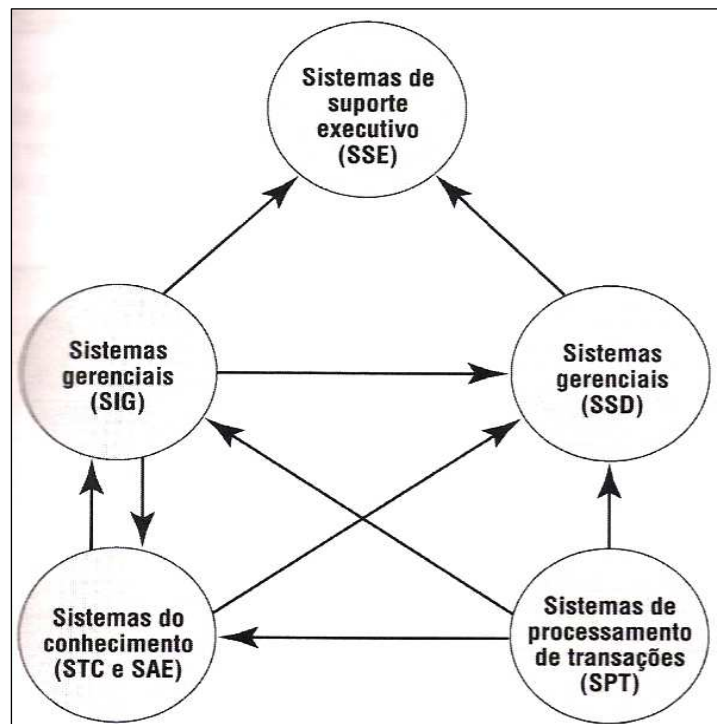 Sistemas de
suporte
executivo
(SSE)
Sistemas
gerenciais
(SIG)
Sistemas
gerenciais
(SSD)
Sistemas do
conhecimento
(STC e SAE)
Sistemas de
processamento
de transações
(SPT)